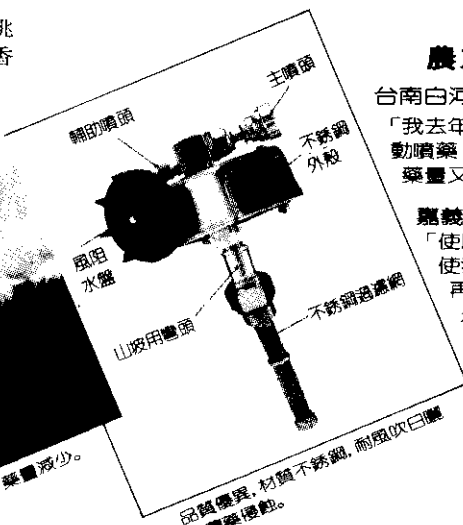 兆
香
主噴頭
輔助噴頭
不銹鋼
外殼
風阻
水盤
山坡用彎頭
不銹鋼過濾網
藥量減少。
品質優異，材質不銹鋼，耐風吹日曬
農
台南白河
「我去年
動噴藥
藥量又
嘉義
使
再